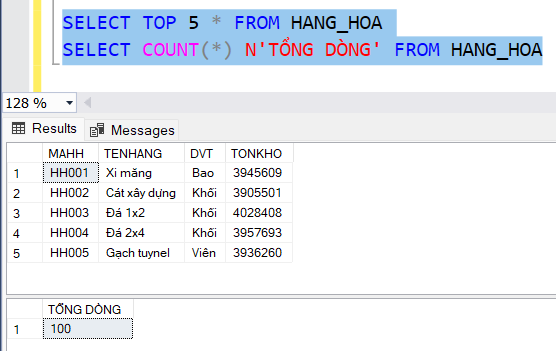 SELECT TOP 5 * FROM HANG_HOA
SELECT COUNT(*) N'TỔNG DÒNG' FROM HANG_HOA
128 %
Results Messages
MAHH TENHANG DVT TONKHO
1 HH001 Xi măng Bao 3945609
2 HH002 Cát xây dựng Khối 3905501
3 HH003 Đá 1x2 Khối 4028408
4 HH004 Đá 2x4 Khối 3957693
5 HH005 Gạch tuynel Viên 3936260
TỔNG DÒNG
1 100